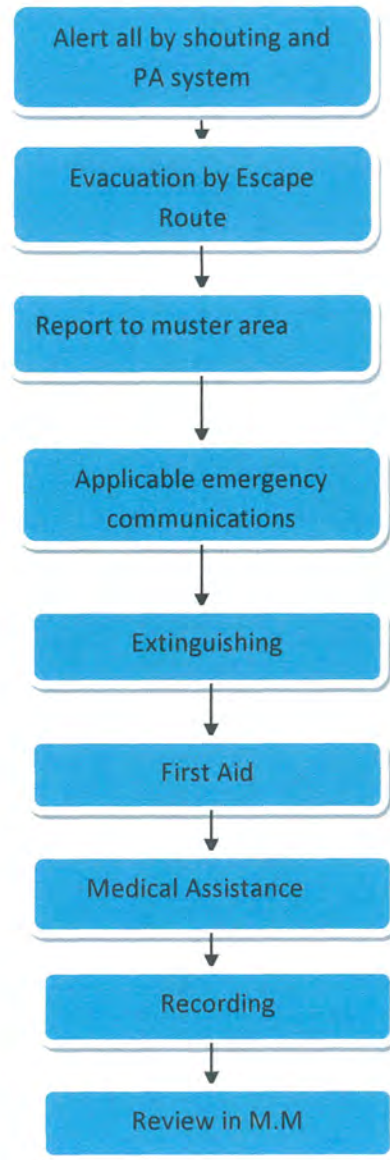 Alert all by shouting and
PA system
Evacuation by Escape
Route
Report to muster area
Applicable emergency
communications
Extinguishing
First Aid
Medical Assistance
Recording
Review in M.M